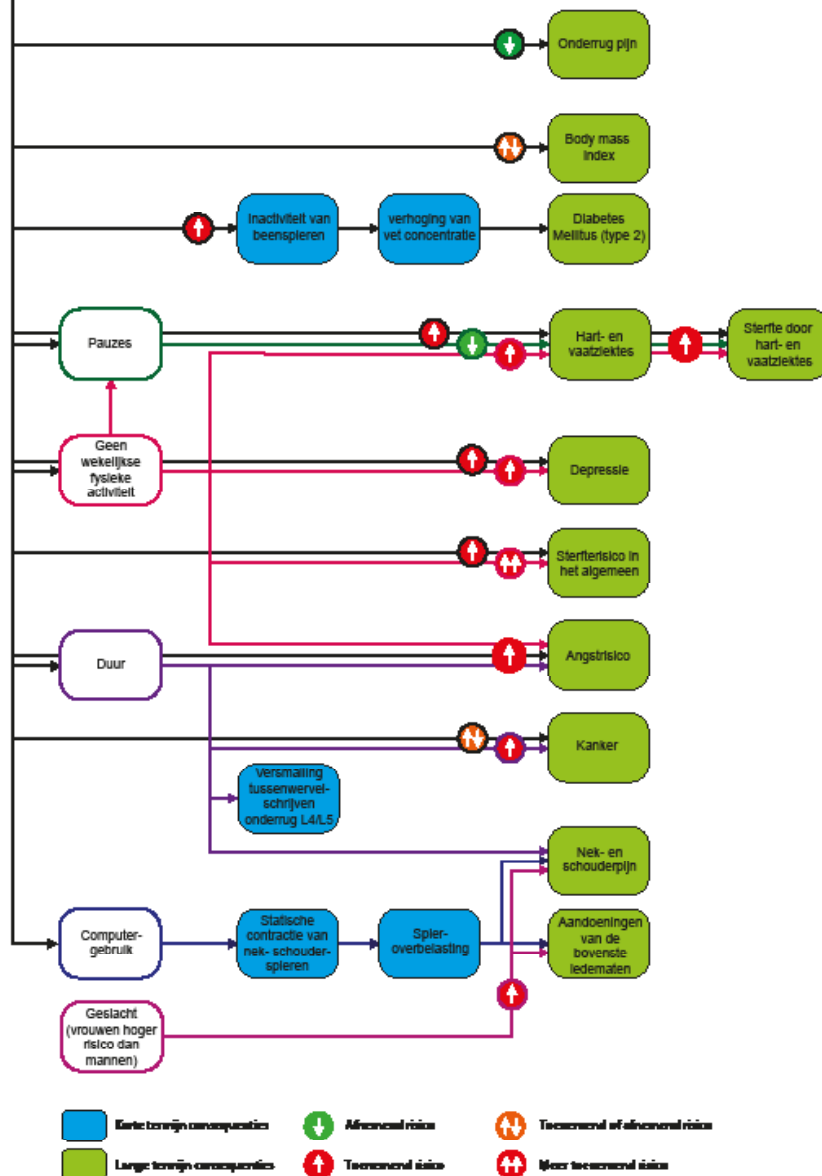 Onderrug pijn
Body mass
index
Inactiviteit van
beenspieren
verhoging van
vet concentratie
Diabetes
Mellitus (type 2)
Pauzes
Hart- en
vaatziektes
Sterfte door
hart- en
vaatziektes
Geen
wekelijkse
fysieke
activiteit
Depressie
Sterfterisico in
het algemeen
Duur
Angstrisico
Kanker
Versmalling
tussenwervel-
schrijven
onderrug L4/L5
Nek- en
schouderpijn
Computer-
gebruik
Statische
contractie van
nek- schouder-
spieren
Spier-
overbelasting
Aandoeningen
van de
bovenste
ledematen
Geslacht
(vrouwen hoger
risico dan
mannen)
Korte termijn consequenties
Afnemend risico
Toenemend of afnemend risico
Lange termijn consequenties
Toenemend risico
Meer toenemend risico